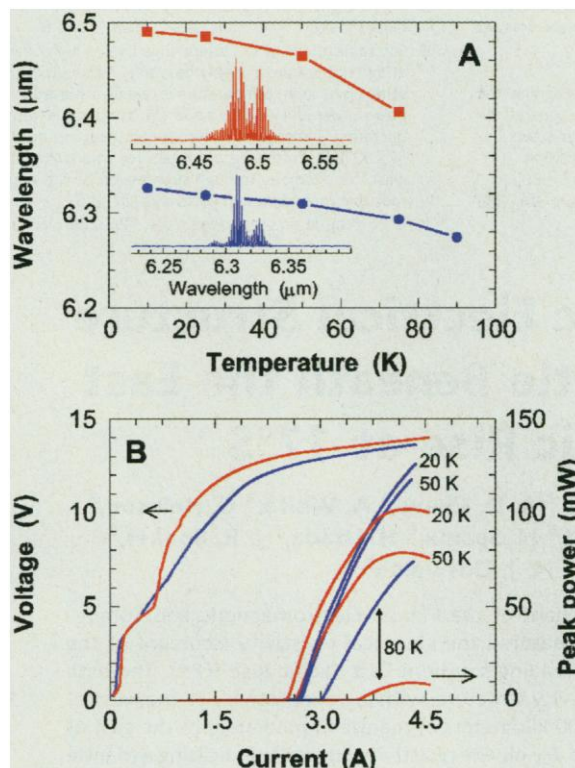 6.5
A
6.4
6.3
6.2
Wavelength (μm)
6.45 6.5 6.55
6.25 6.3 6.35
Wavelength (μm)
0 20 40 60 80 100
Temperature (K)
B
15
10
5
0
Voltage (V)
150
100
50
0
Peak power (mW)
20 K
50 K
20 K
50 K
80 K
0 1.5 3.0 4.5
Current (A)